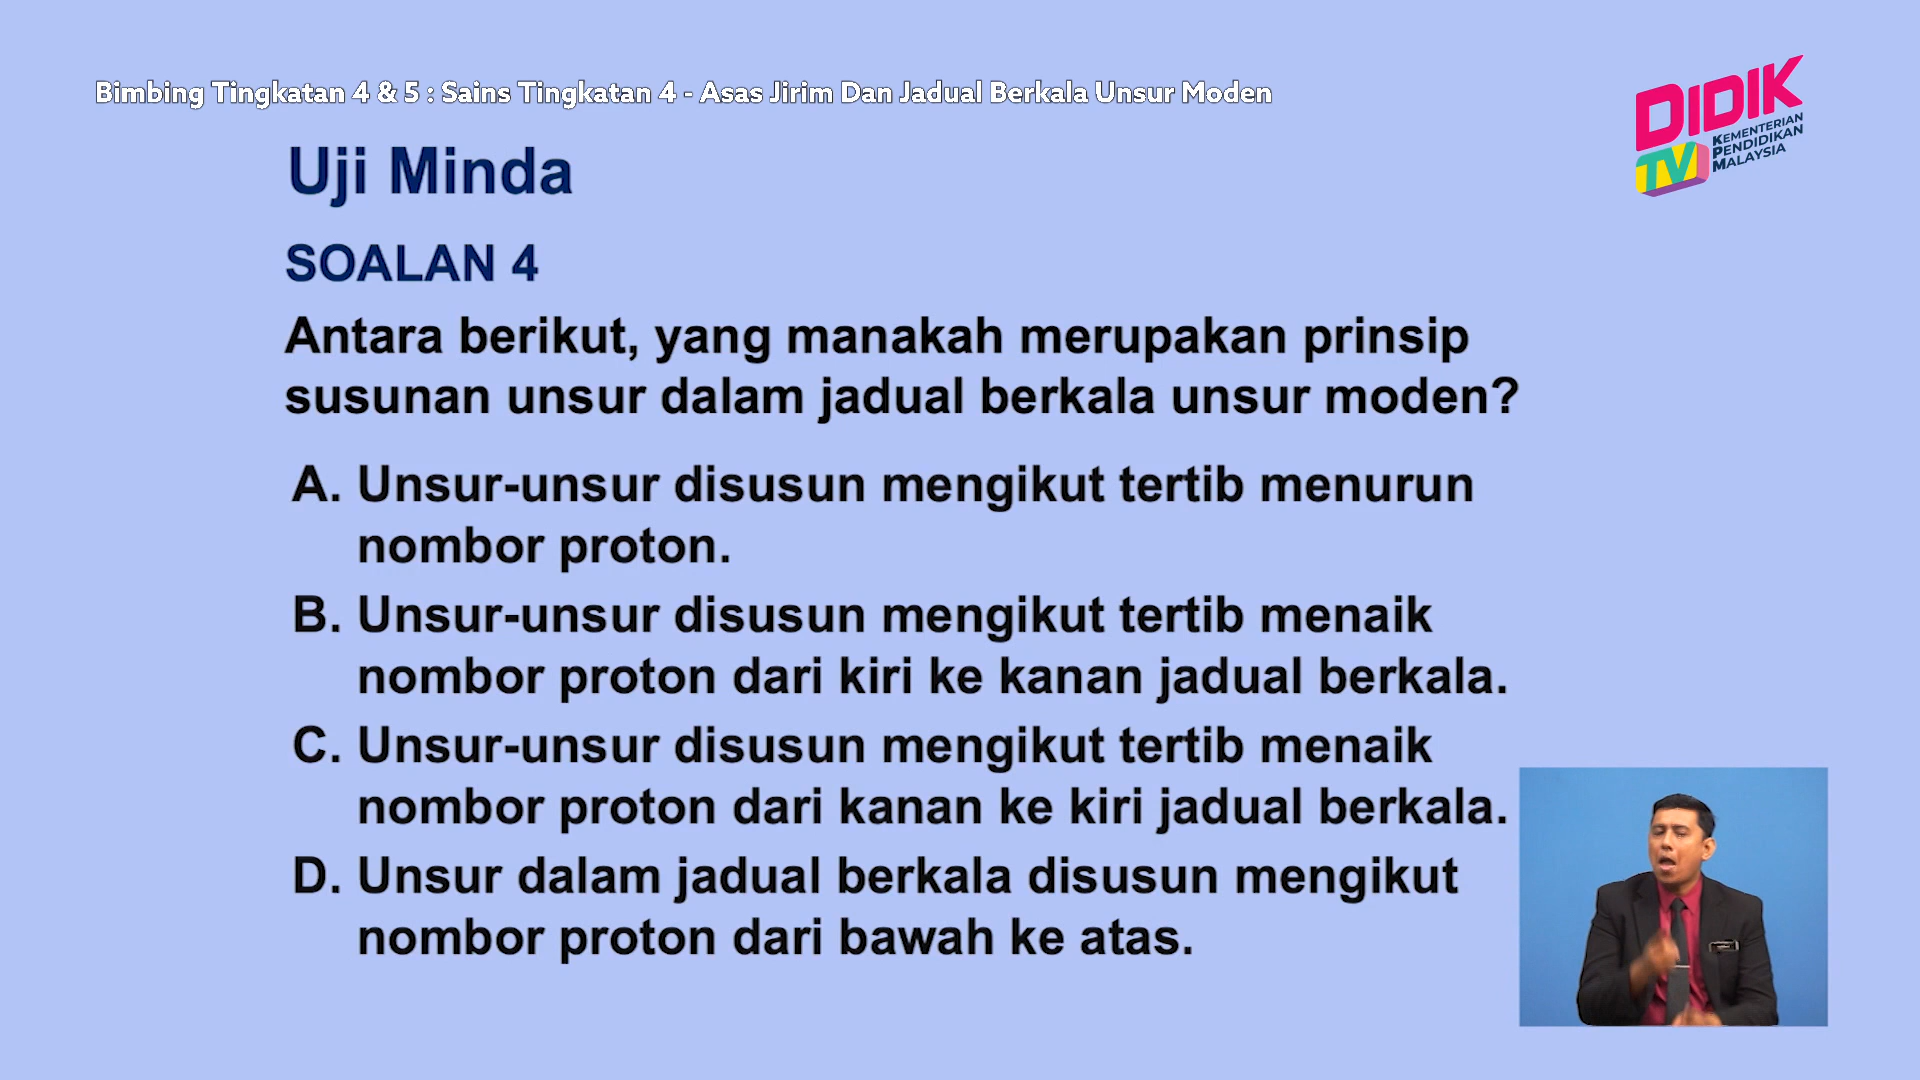 Bimbing Tingkatan 4 & 5 : Sains Tingkatan 4 - Asas Jirim Dan Jadual Berkala Unsur Moden
DIDIK
TV
KEMENTERIAN
PENDIDIKAN
MALAYSIA
Uji Minda
SOALAN 4
Antara berikut, yang manakah merupakan prinsip
susunan unsur dalam jadual berkala unsur moden?
A. Unsur-unsur disusun mengikut tertib menurun
nombor proton.
B. Unsur-unsur disusun mengikut tertib menaik
nombor proton dari kiri ke kanan jadual berkala.
C. Unsur-unsur disusun mengikut tertib menaik
nombor proton dari kanan ke kiri jadual berkala.
D. Unsur dalam jadual berkala disusun mengikut
nombor proton dari bawah ke atas.